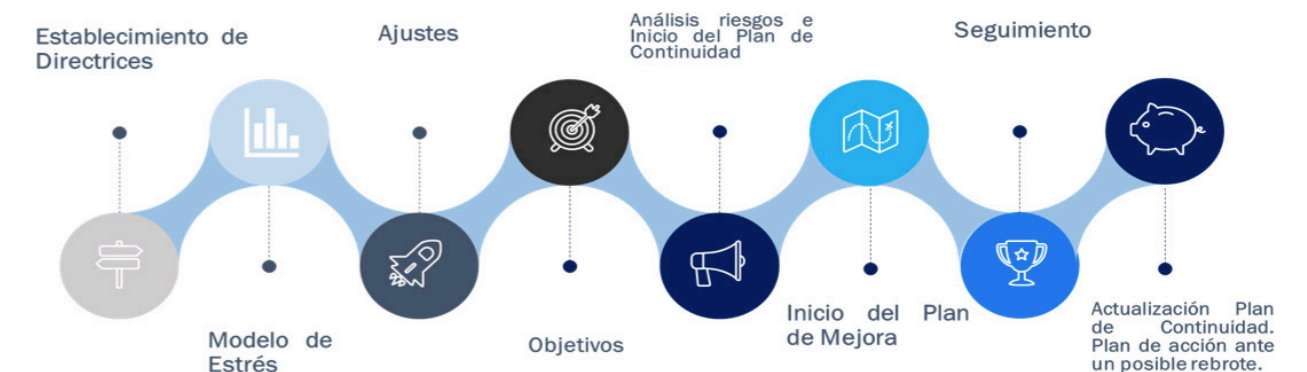 Establecimiento de
Directrices
Modelo de
Estrés
Ajustes
Objetivos
Análisis riesgos e
Inicio del Plan de
Continuidad
Inicio del Plan
de Mejora
Seguimiento
Actualización Plan
de Continuidad.
Plan de acción ante
un posible rebrote.